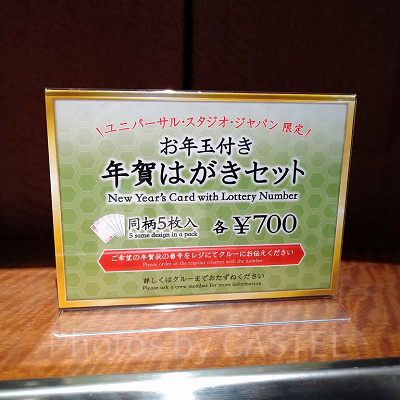 \ユニバーサル・スタジオ・ジャパン 限定/
お年玉付き
年賀はがきセット
New Year's Card with Lottery Number
同柄5枚入 各¥700
5 same design in a pack
ご希望の年賀状の番号をレジにてクルーにお伝えください
Please order at the register counter with the number.
詳しくはクルーまでおたずねください
Please ask a crew member for more information.